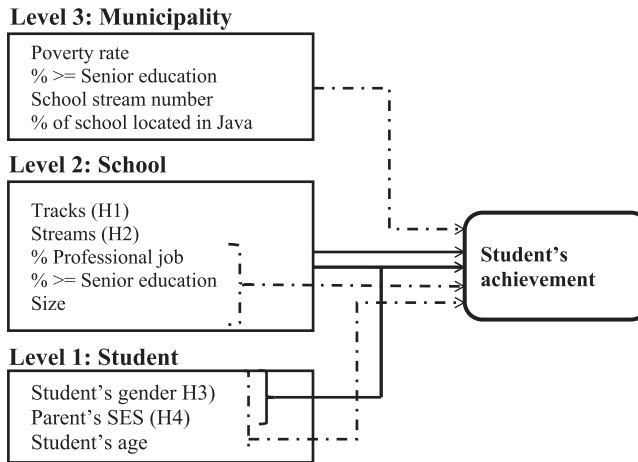 Level 3: Municipality
Poverty rate
% >= Senior education
School stream number
% of school located in Java
Level 2: School
Tracks (H1)
Streams (H2)
% Professional job
% >= Senior education
Size
Student's
achievement
Level 1: Student
Student's gender H3)
Parent's SES (H4)
Student's age